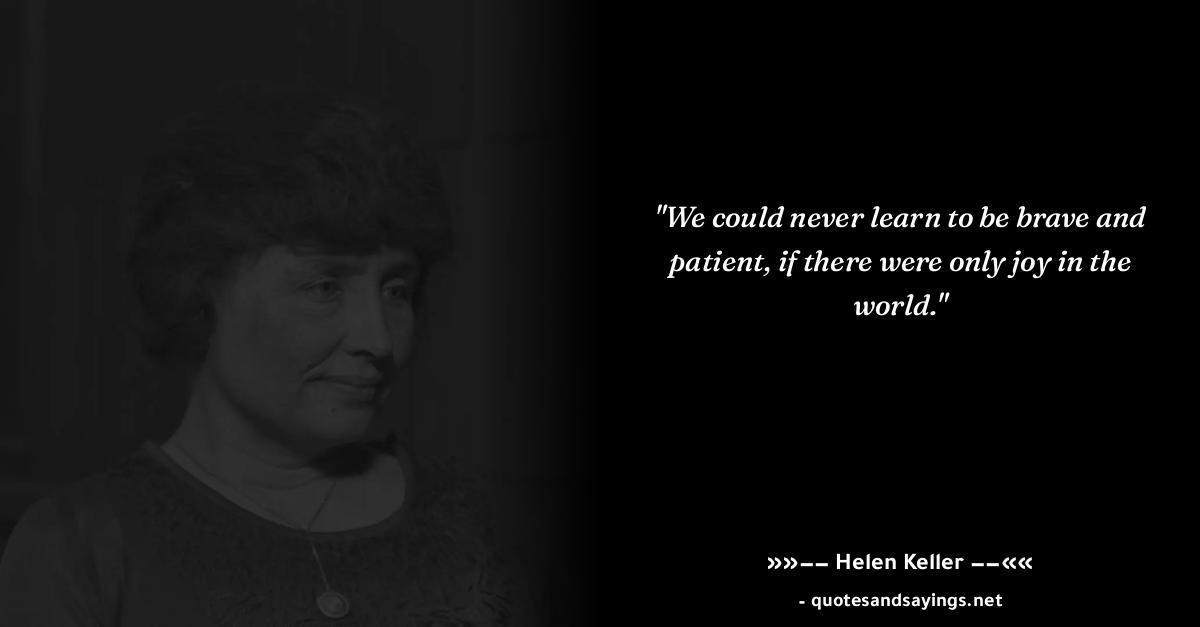 "We could never learn to be brave and
patient, if there were only joy in the
world."
»»−− Helen Keller −−««
- quotesandsayings.net